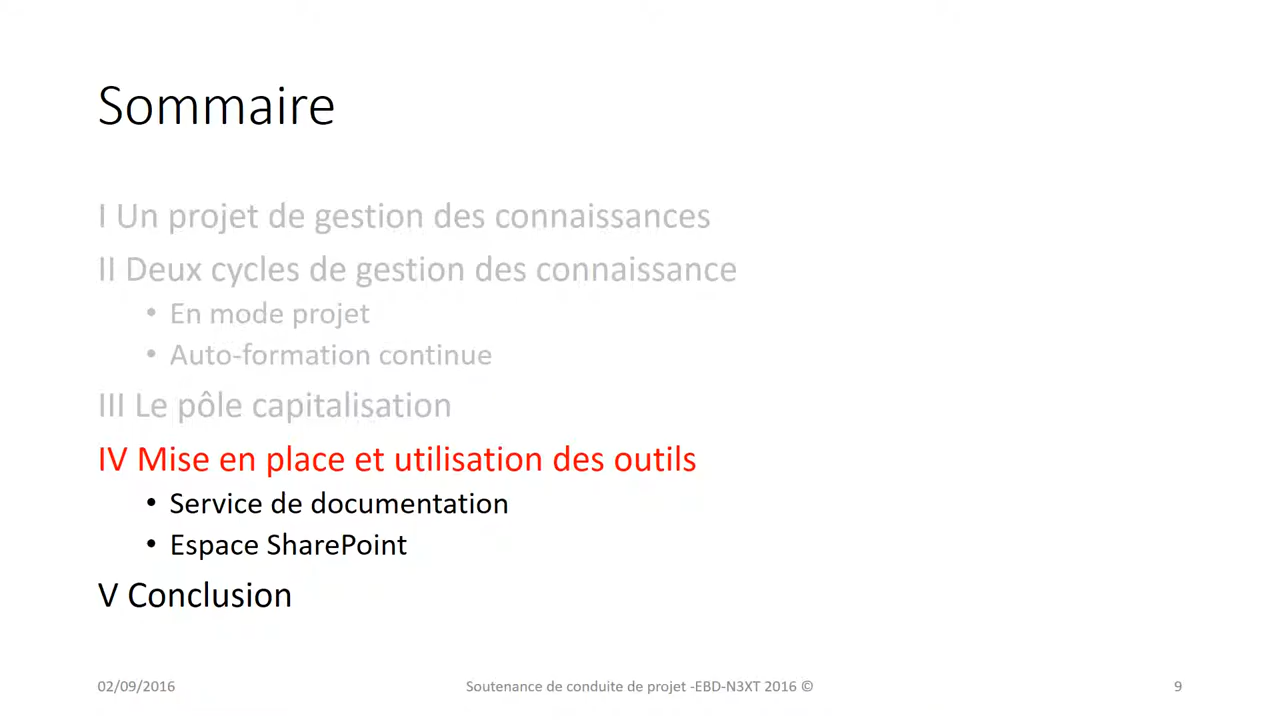 Sommaire
I Un projet de gestion des connaissances
II Deux cycles de gestion des connaissance
• En mode projet
• Auto-formation continue
III Le pôle capitalisation
IV Mise en place et utilisation des outils
• Service de documentation
• Espace SharePoint
V Conclusion
02/09/2016
Soutenance de conduite de projet -EBD-N3XT 2016 ©
9